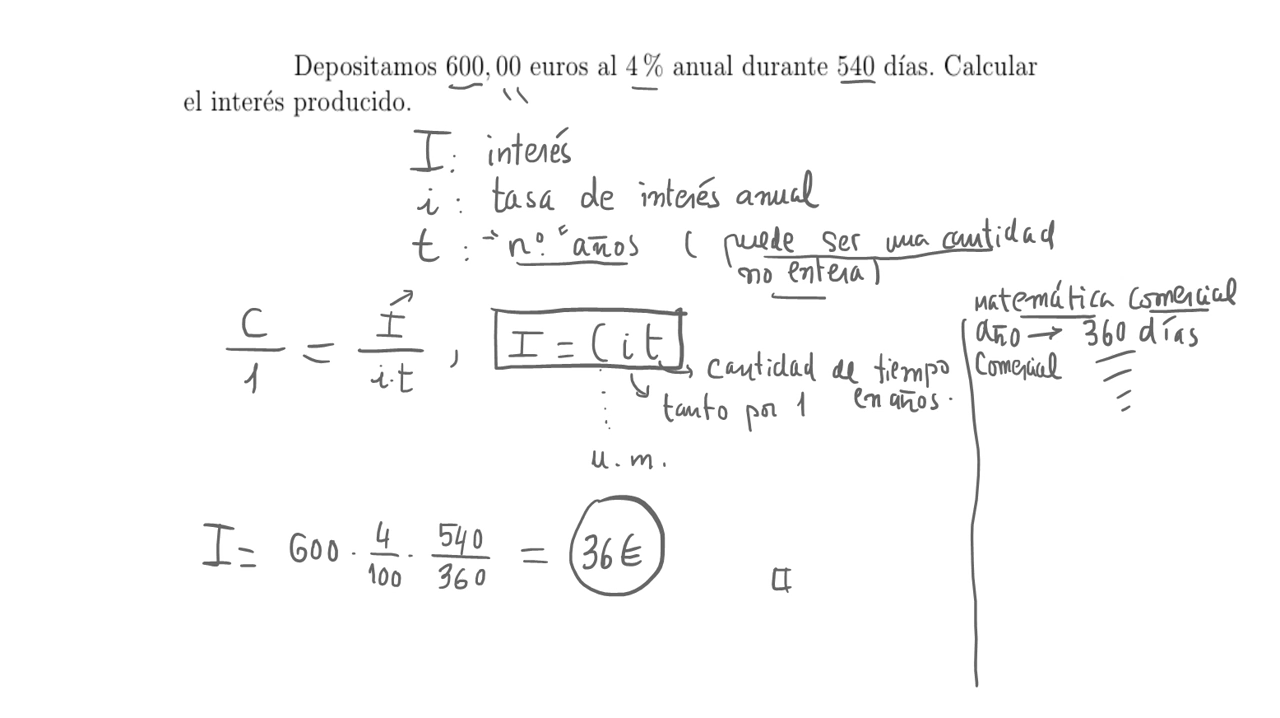 Depositamos 600,00 euros al 4% anual durante 540 días. Calcular
el interés producido.
I: interés
i: tasa de interés anual
t: nº "años (puede ser una cantidad
no entera)
matemática comercial
año → 360 días
Comercial
C/1 = I/i·t, I = C i t
cantidad de tiempo
en años.
tanto por 1
u.m.
I = 600 · 4/100 · 540/360 = 36€